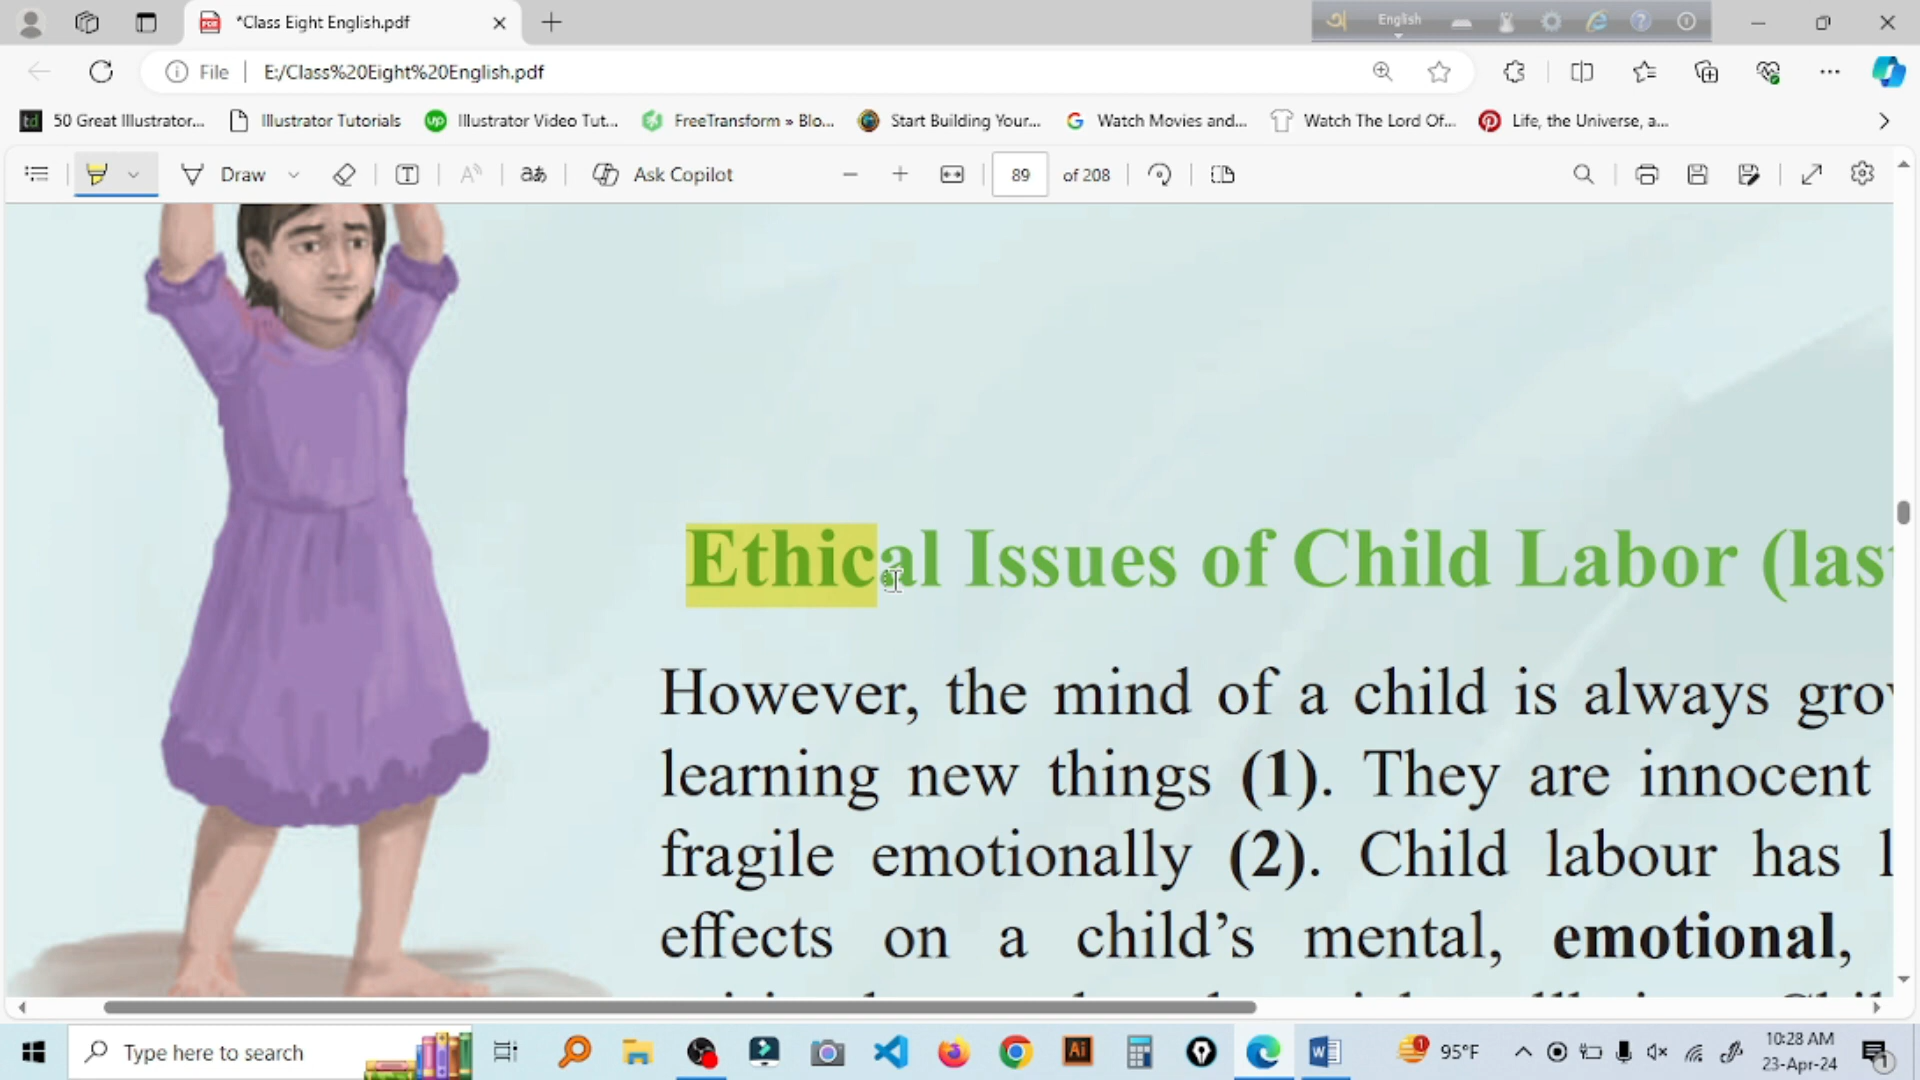 *Class Eight English.pdf
English
File
E:/Class%20Eight%20English.pdf
50 Great Illustrator...
Illustrator Tutorials
Illustrator Video Tut...
FreeTransform » Blo...
Start Building Your...
Watch Movies and...
Watch The Lord Of...
Life, the Universe, a...
Draw
Ask Copilot
89
of 208
Ethical Issues of Child Labor (las
However, the mind of a child is always
learning new things (1). They are innocent
fragile emotionally (2). Child labour has
effects on a child's mental, emotional,
Type here to search
95°F
10:28 AM
23-Apr-24